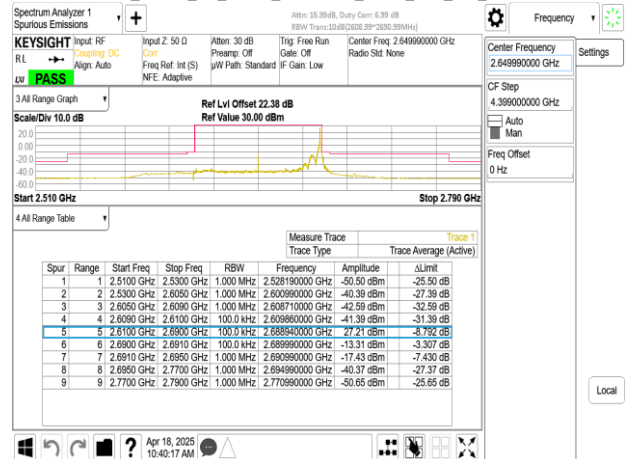 Spectrum Analyzer 1
Spurious Emissions
Attn: 15.39dB, Duty Corr: 6.99 dB
RBW Trans:10dB(2608.99~2690.99MHz)
Frequency
KEYSIGHT
R L
PASS
Input: RF
Coupling: DC
Align: Auto
Input Z: 50 Ω
Corr
Freq Ref: Int (S)
NFE: Adaptive
Atten: 30 dB
Preamp: Off
µW Path: Standard
Trig: Free Run
Gate: Off
IF Gain: Low
Center Freq: 2.649990000 GHz
Radio Std: None
Center Frequency
2.649990000 GHz
Settings
CF Step
4.399000000 GHz
Auto
Man
Freq Offset
0 Hz
Local
3 All Range Graph
Scale/Div 10.0 dB
Ref Lvl Offset 22.38 dB
Ref Value 30.00 dBm
20.0
0.00
-20.0
-40.0
-60.0
Start 2.510 GHz
Stop 2.790 GHz
4 All Range Table
Measure Trace Trace 1
Trace Type Trace Average (Active)
Spur Range Start Freq Stop Freq RBW Frequency Amplitude ΔLimit
1 1 2.5100 GHz 2.5300 GHz 1.000 MHz 2.528190000 GHz -50.50 dBm -25.50 dB
2 2 2.5300 GHz 2.6050 GHz 1.000 MHz 2.600990000 GHz -40.39 dBm -27.39 dB
3 3 2.6050 GHz 2.6090 GHz 1.000 MHz 2.608710000 GHz -42.59 dBm -32.59 dB
4 4 2.6090 GHz 2.6100 GHz 100.0 kHz 2.609860000 GHz -41.39 dBm -31.39 dB
5 5 2.6100 GHz 2.6900 GHz 100.0 kHz 2.688940000 GHz 27.21 dBm -8.792 dB
6 6 2.6900 GHz 2.6910 GHz 100.0 kHz 2.689990000 GHz -13.31 dBm -3.307 dB
7 7 2.6910 GHz 2.6950 GHz 1.000 MHz 2.690990000 GHz -17.43 dBm -7.430 dB
8 8 2.6950 GHz 2.7700 GHz 1.000 MHz 2.694990000 GHz -40.37 dBm -27.37 dB
9 9 2.7700 GHz 2.7900 GHz 1.000 MHz 2.770990000 GHz -50.65 dBm -25.65 dB
Apr 18, 2025
10:40:17 AM